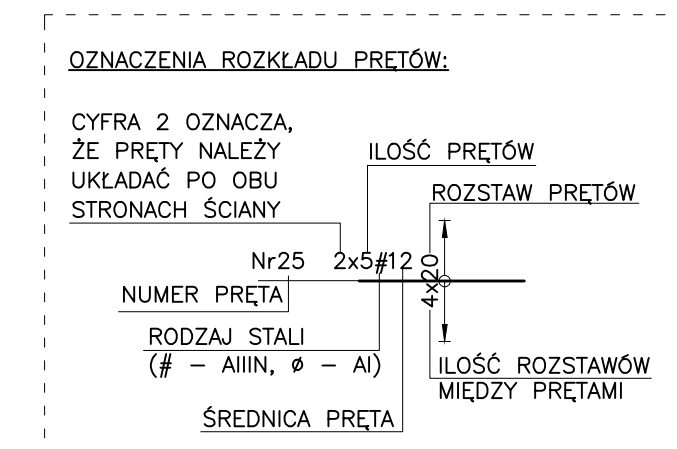 OZNACZENIA ROZKŁADU PRĘTÓW:
CYFRA 2 OZNACZA,
ŻE PRĘTY NALEŻY
UKŁADAĆ PO OBU
STRONACH ŚCIANY
ILOŚĆ PRĘTÓW
ROZSTAW PRĘTÓW
Nr25 2x5#12
4x20
NUMER PRĘTA
RODZAJ STALI
(# – AIIIN, ø – AI)
ILOŚĆ ROZSTAWÓW
MIĘDZY PRĘTAMI
ŚREDNICA PRĘTA